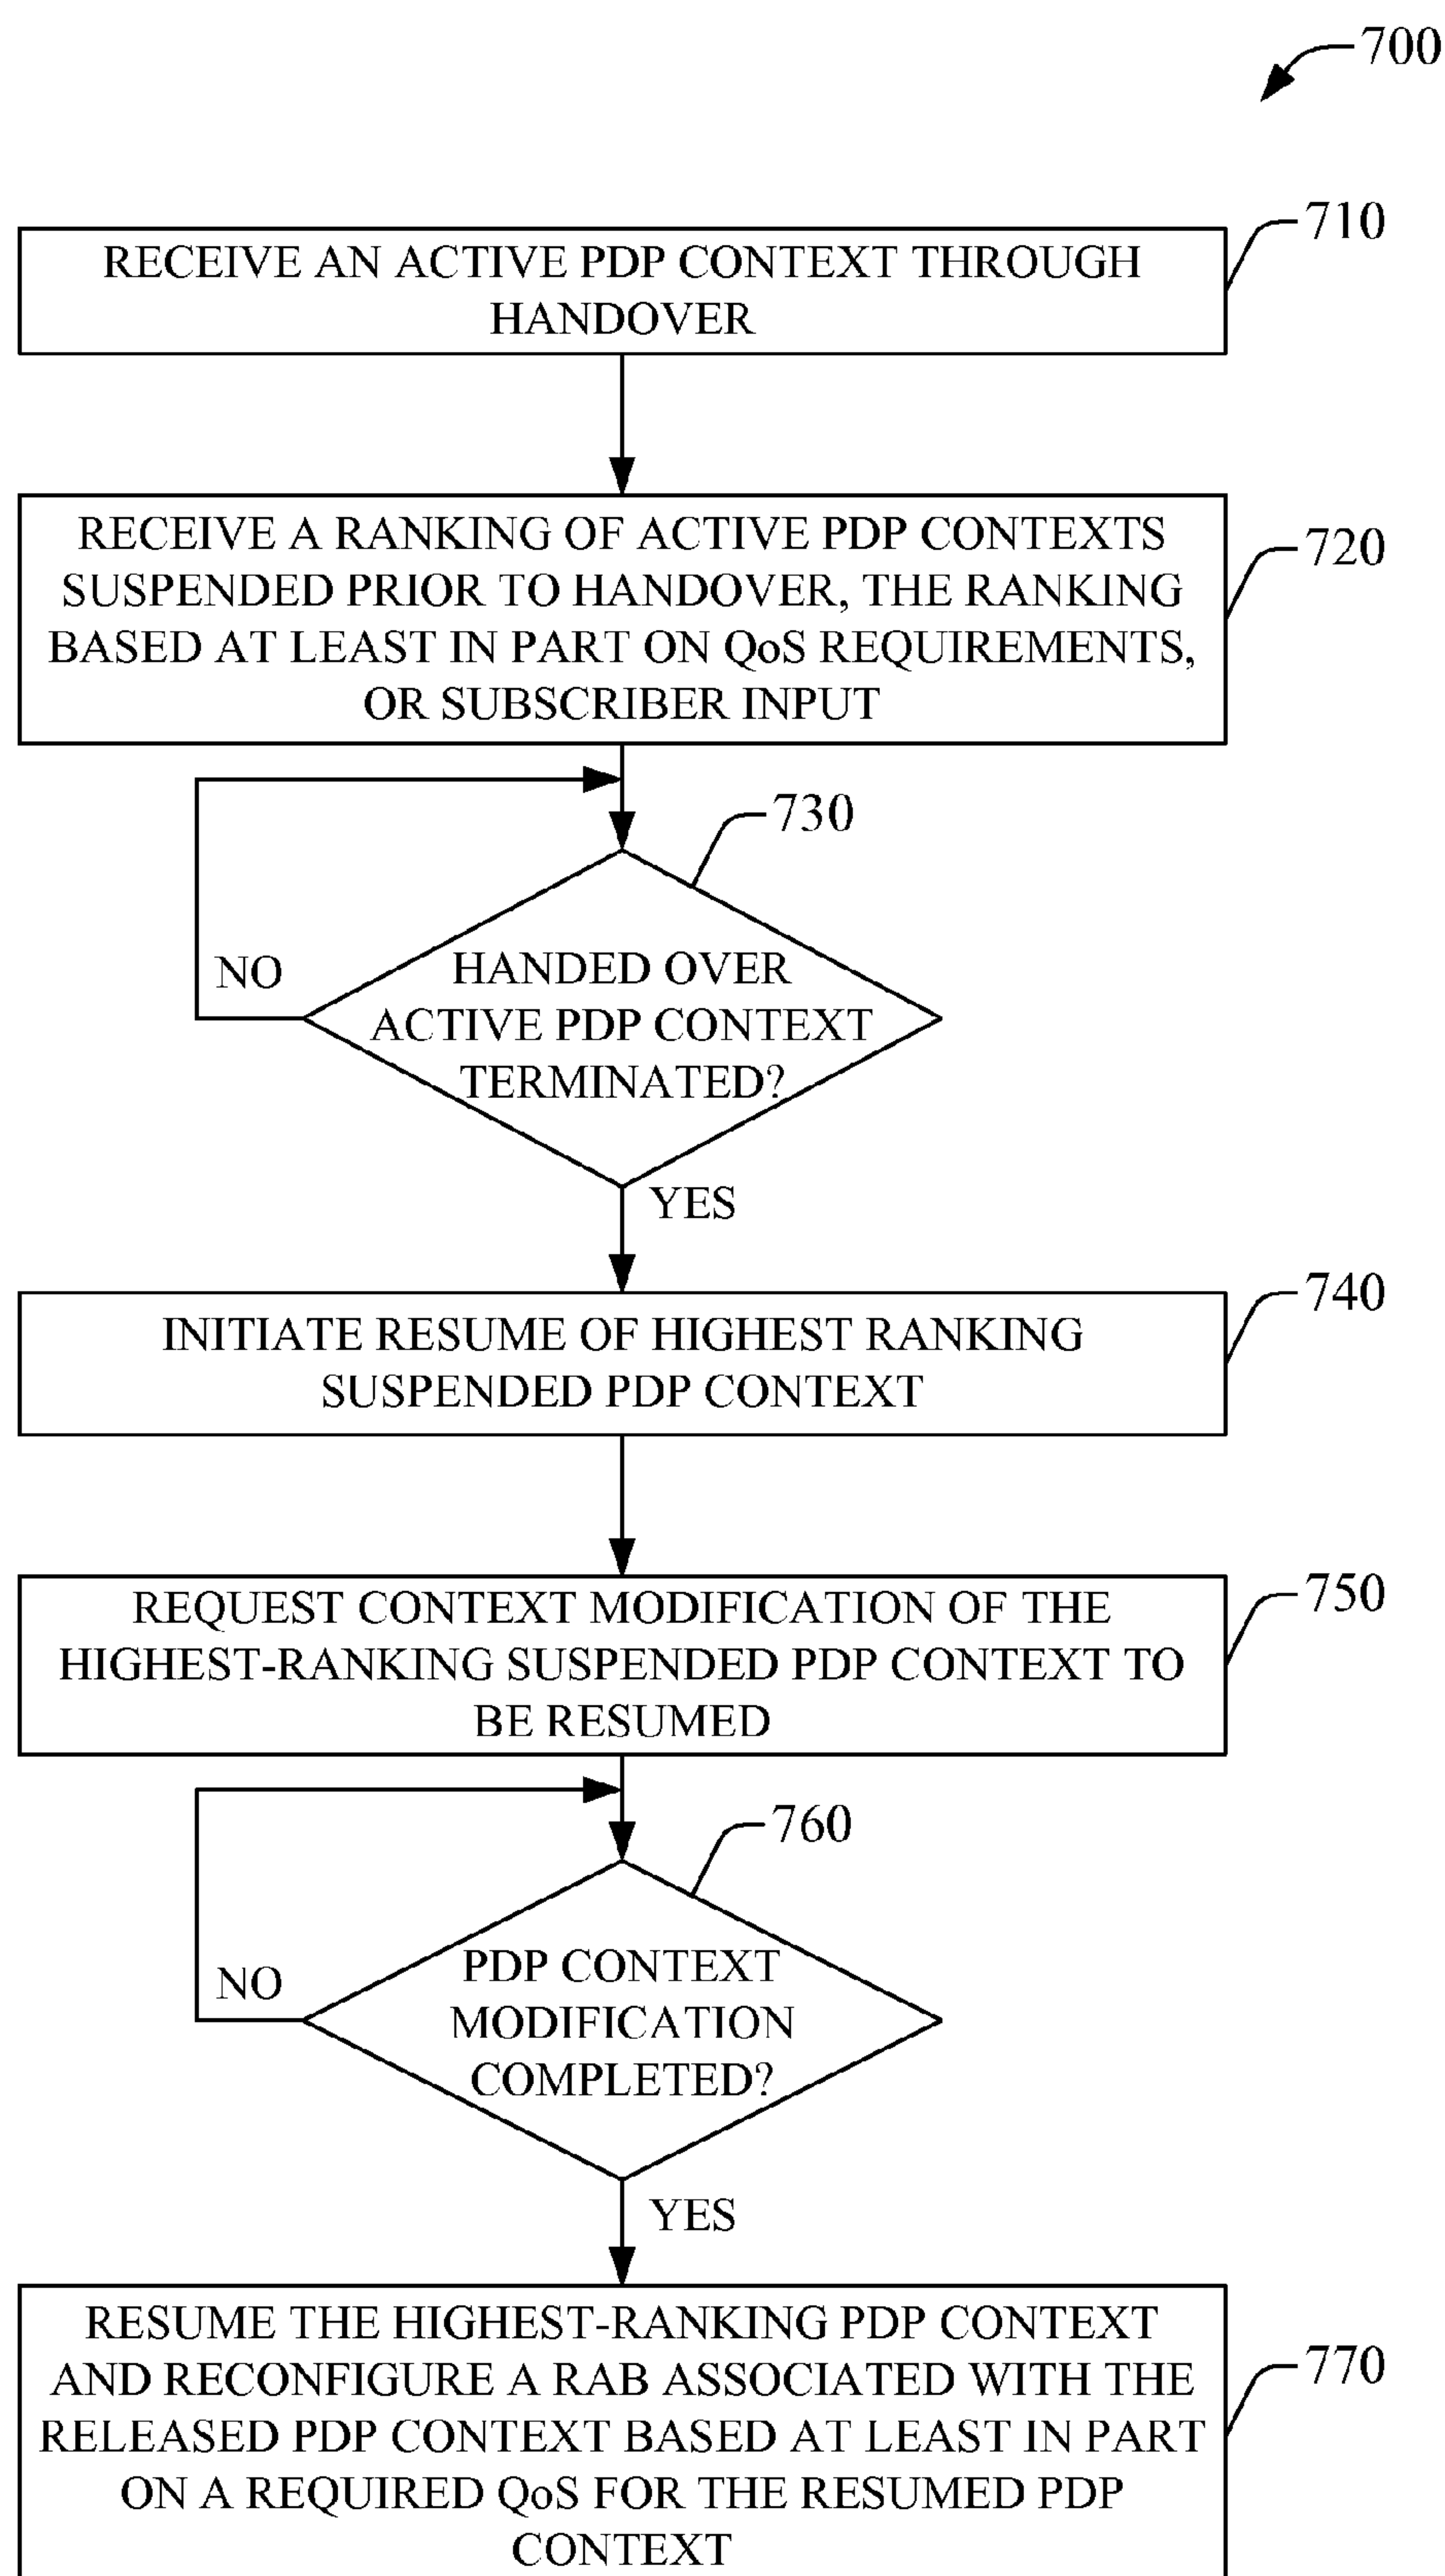 700
710
RECEIVE AN ACTIVE PDP CONTEXT THROUGH
HANDOVER
720
RECEIVE A RANKING OF ACTIVE PDP CONTEXTS
SUSPENDED PRIOR TO HANDOVER, THE RANKING
BASED AT LEAST IN PART ON QoS REQUIREMENTS,
OR SUBSCRIBER INPUT
730
HANDED OVER
ACTIVE PDP CONTEXT
TERMINATED?
NO
YES
740
INITIATE RESUME OF HIGHEST RANKING
SUSPENDED PDP CONTEXT
750
REQUEST CONTEXT MODIFICATION OF THE
HIGHEST-RANKING SUSPENDED PDP CONTEXT TO
BE RESUMED
760
PDP CONTEXT
MODIFICATION
COMPLETED?
NO
YES
770
RESUME THE HIGHEST-RANKING PDP CONTEXT
AND RECONFIGURE A RAB ASSOCIATED WITH THE
RELEASED PDP CONTEXT BASED AT LEAST IN PART
ON A REQUIRED QoS FOR THE RESUMED PDP
CONTEXT